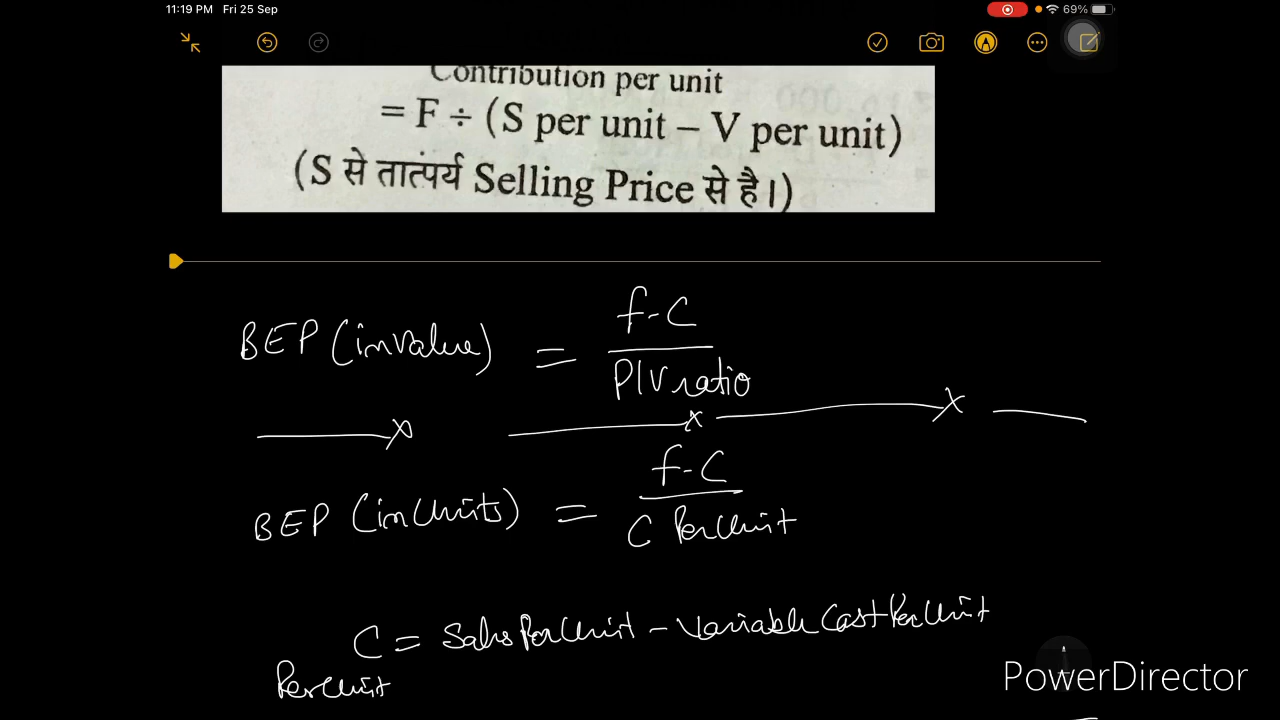 11:19 PM Fri 25 Sep 69%
Contribution per unit
= F ÷ (S per unit – V per unit)
(S से तात्पर्य Selling Price से है।)
BEP (in value) = f-C
P/V ratio
BEP (in Units) = f-C
C Per Unit
C = Sales Per Unit - Variable Cost Per Unit
Per Unit
PowerDirector